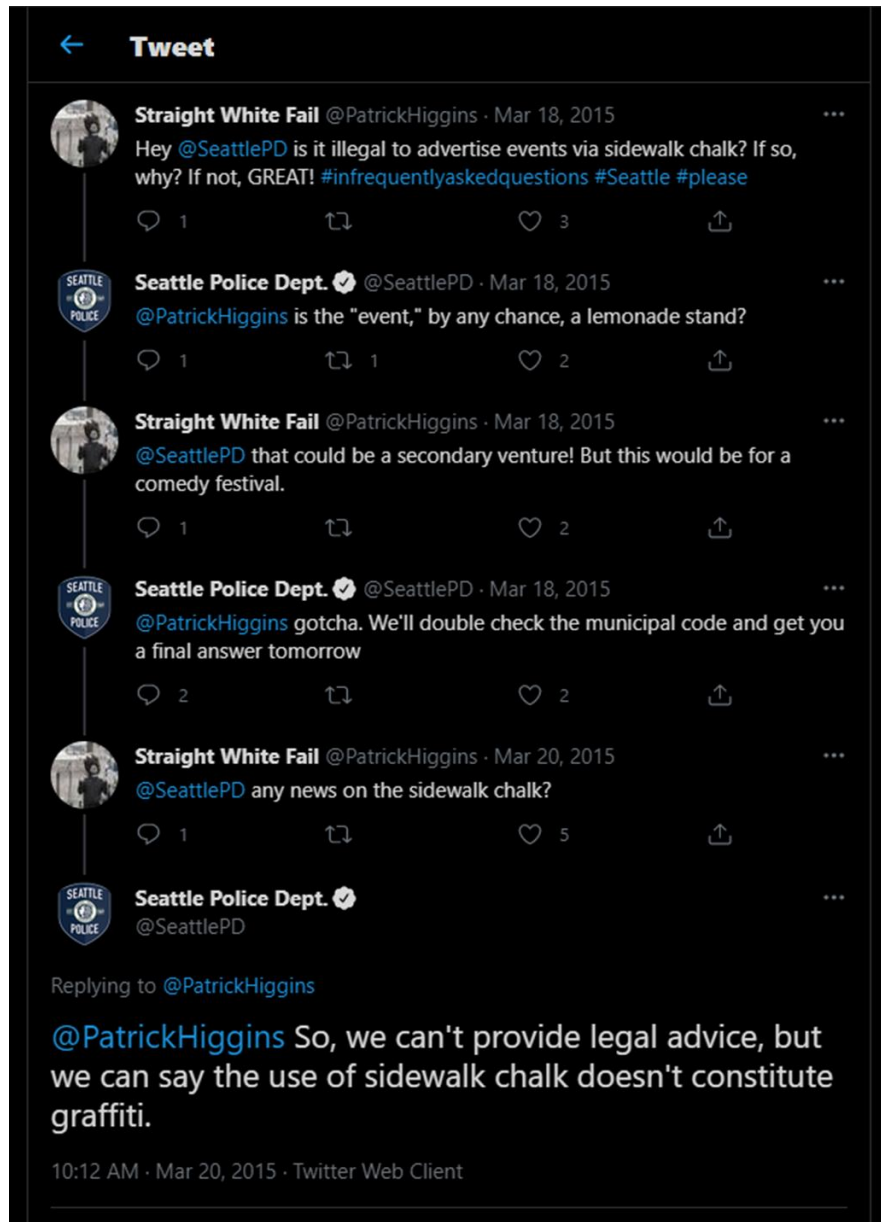 Tweet
Straight White Fail @PatrickHiggins · Mar 18, 2015
Hey @SeattlePD is it illegal to advertise events via sidewalk chalk? If so,
why? If not, GREAT! #infrequentlyaskedquestions #Seattle #please
1 3
SEATTLE
POLICE
Seattle Police Dept. @SeattlePD · Mar 18, 2015
@PatrickHiggins is the "event," by any chance, a lemonade stand?
1 1 2
Straight White Fail @PatrickHiggins · Mar 18, 2015
@SeattlePD that could be a secondary venture! But this would be for a
comedy festival.
1 2
SEATTLE
POLICE
Seattle Police Dept. @SeattlePD · Mar 18, 2015
@PatrickHiggins gotcha. We'll double check the municipal code and get you
a final answer tomorrow
2 2
Straight White Fail @PatrickHiggins · Mar 20, 2015
@SeattlePD any news on the sidewalk chalk?
1 5
SEATTLE
POLICE
Seattle Police Dept.
@SeattlePD
Replying to @PatrickHiggins
@PatrickHiggins So, we can't provide legal advice, but
we can say the use of sidewalk chalk doesn't constitute
graffiti.
10:12 AM · Mar 20, 2015 · Twitter Web Client